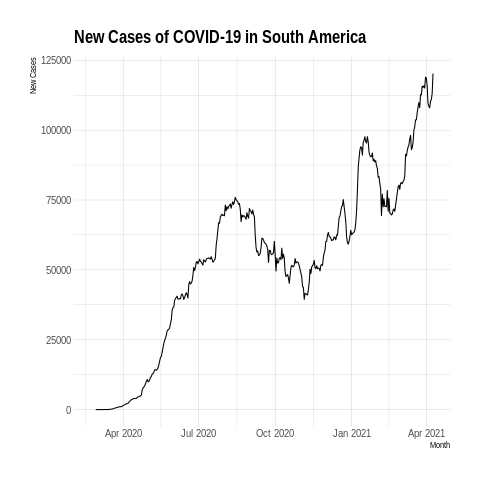 New Cases of COVID-19 in South America
New Cases
125000
100000
75000
50000
25000
0
Apr 2020
Jul 2020
Oct 2020
Jan 2021
Apr 2021
Month